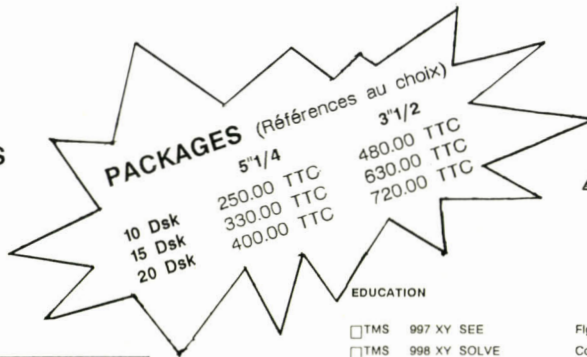 S
PACKAGES (Références au choix)
5"1/4 3"1/2
10 Dsk 250.00 TTC 480.00 TTC
15 Dsk 330.00 TTC 630.00 TTC
20 Dsk 400.00 TTC 720.00 TTC
EDUCATION
□TMS 997 XY SEE
□TMS 998 XY SOLVE